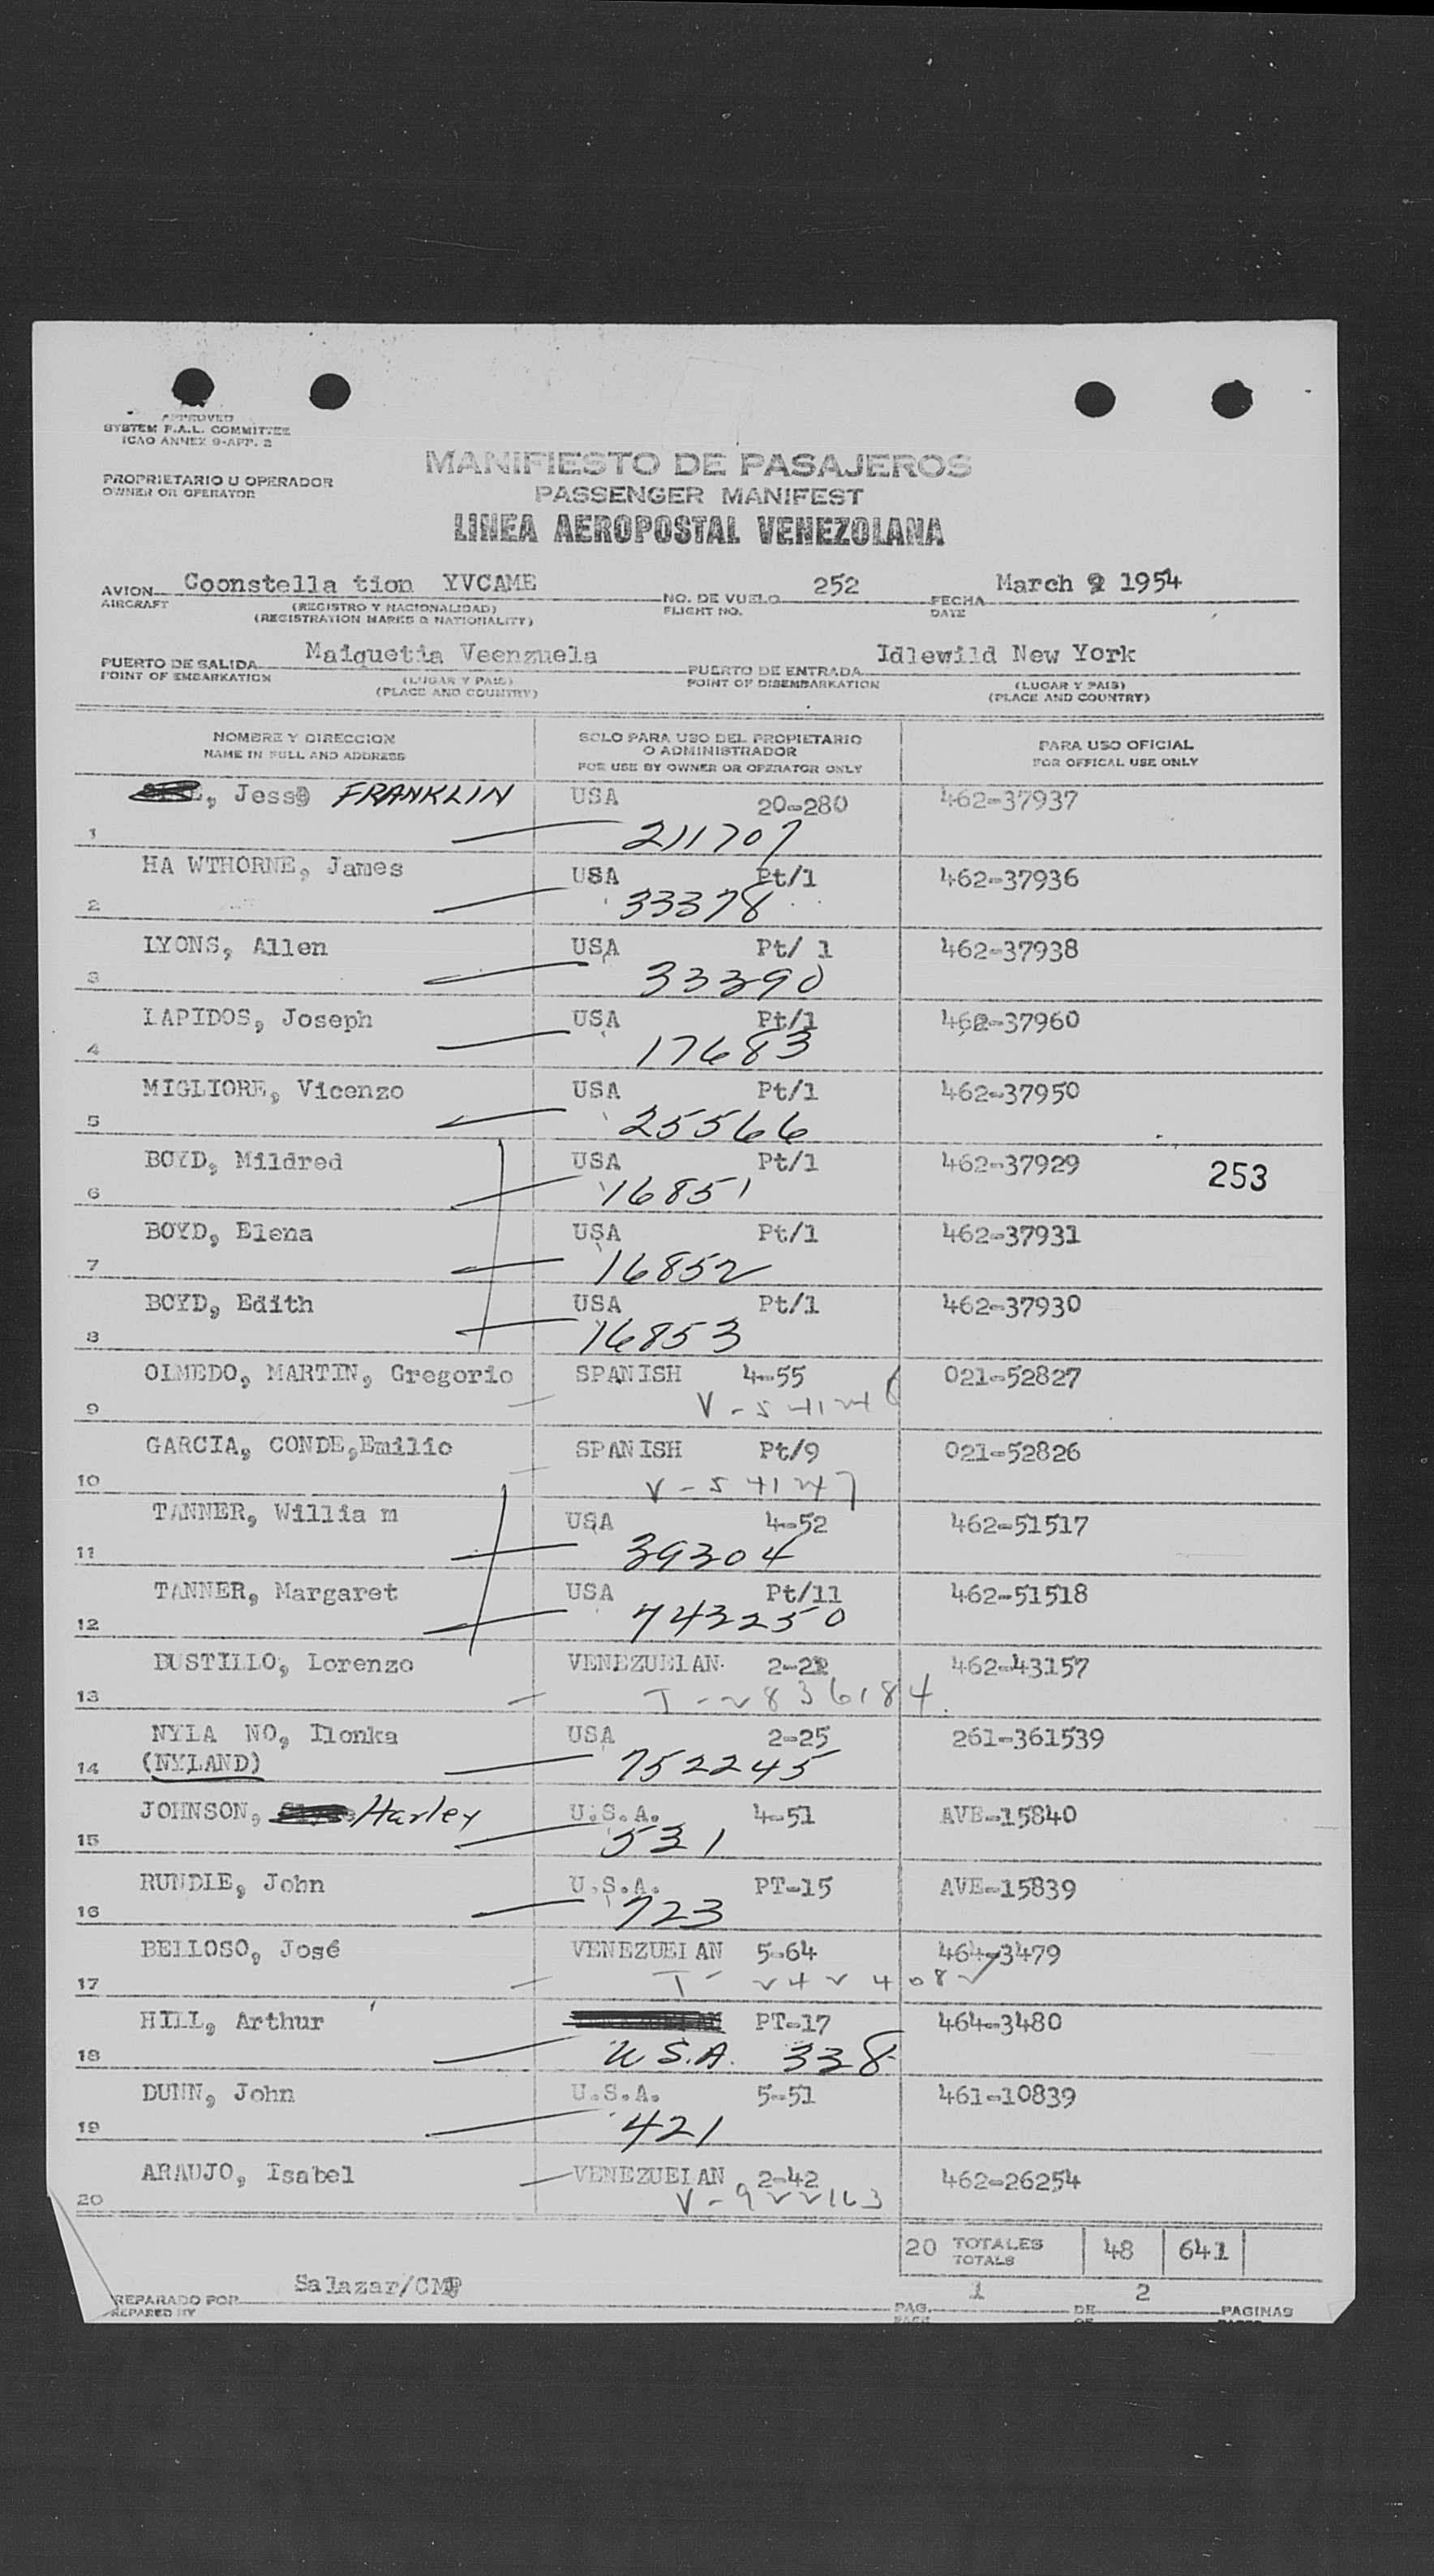 APPROVED
SYSTEM F.A.L. COMMITTEE
ICAO ANNEX 9-APP. 2
MANIFIESTO DE PASAJEROS
PROPRIETARIO U OPERADOR
OWNER OR OPERATOR
PASSENGER MANIFEST
LINEA AEROPOSTAL VENEZOLANA
AVION Coonstella tion YVCAME NO. DE VUELO 252 FECHA March 2 1954
AIRCRAFT (REGISTRO Y NACIONALIDAD) FLIGHT NO. DATE
(REGISTRATION MARKS & NATIONALITY)
PUERTO DE SALIDA Maiquetia Veenzuela PUERTO DE ENTRADA Idlewild New York
POINT OF EMBARKATION (LUGAR Y PAIS) POINT OF DISEMBARKATION (LUGAR Y PAIS)
(PLACE AND COUNTRY) (PLACE AND COUNTRY)
NOMBRE Y DIRECCION SOLO PARA USO DEL PROPIETARIO PARA USO OFICIAL
NAME IN FULL AND ADDRESS O ADMINISTRADOR FOR OFFICAL USE ONLY
FOR USE BY OWNER OR OPERATOR ONLY
, Jess FRANKLIN USA 20-280 462-37937
1 211707
HA WTHORNE, James USA Pt/1 462-37936
2 33378
LYONS, Allen USA Pt/ 1 462-37938
3 33290
LAPIDOS, Joseph USA Pt/1 462-37960
4 17683
MIGLIORE, Vicenzo USA Pt/1 462-37950
5 25566
BOYD, Mildred USA Pt/1 462-37929 253
6 16851
BOYD, Elena USA Pt/1 462-37931
7 16852
BOYD, Edith USA Pt/1 462-37930
8 16853
OLMEDO, MARTIN, Gregorio SPANISH 4-55 021-52827
9 V-541246
GARCIA, CONDE,Emilio SPANISH Pt/9 021-52826
10 V-541247
TANNER, Willia m USA 4-52 462-51517
11 39304
TANNER, Margaret USA Pt/11 462-51518
12 743250
BUSTILLO, Lorenzo VENEZUELAN 2-22 462-43157
13 T-2836184
NYLA NO, Ilonka USA 2-25 261-361539
14 (NYLAND) 752245
JOHNSON, Harley U.S.A. 4-51 AVE-15840
15 531
RUNDLE, John U.S.A. PT-15 AVE-15839
16 723
BELLOSO, José VENEZUELAN 5-64 464-3479
17 T- 2424082
HILL, Arthur PT-17 464-3480
18 U.S.A. 338
DUNN, John U.S.A. 5-51 461-10839
19 421
ARAUJO, Isabel VENEZUELAN 2-42 462-26254
20 V-922163
20 TOTALES 48 641
TOTALS
Salazar/CMP 1 2
PREPARADO POR PAG. DE PAGINAS
PREPARED BY